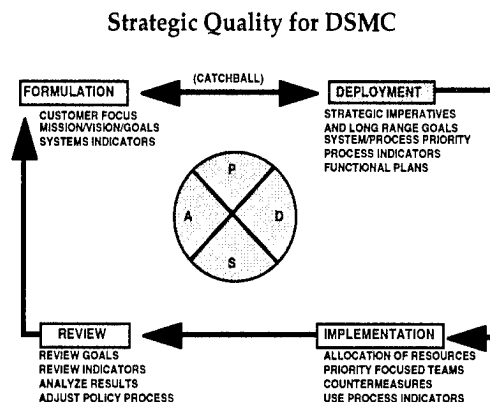 Strategic Quality for DSMC
(CATCHBALL)
FORMULATION
CUSTOMER FOCUS
MISSION/VISION/GOALS
SYSTEMS INDICATORS
DEPLOYMENT
STRATEGIC IMPERATIVES
AND LONG RANGE GOALS
SYSTEM/PROCESS PRIORITY
PROCESS INDICATORS
FUNCTIONAL PLANS
P
A
D
S
REVIEW
REVIEW GOALS
REVIEW INDICATORS
ANALYZE RESULTS
ADJUST POLICY PROCESS
IMPLEMENTATION
ALLOCATION OF RESOURCES
PRIORITY FOCUSED TEAMS
COUNTERMEASURES
USE PROCESS INDICATORS